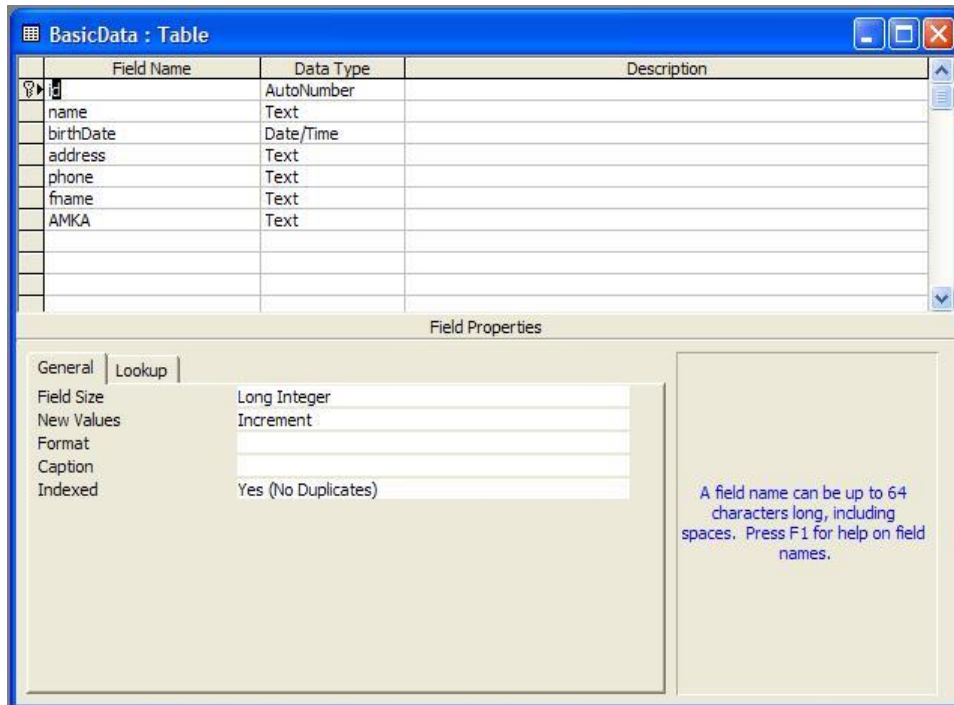 BasicData : Table
Field Name Data Type Description
id AutoNumber
name Text
birthDate Date/Time
address Text
phone Text
fname Text
AMKA Text
Field Properties
General Lookup
Field Size Long Integer
New Values Increment
Format
Caption
Indexed Yes (No Duplicates)
A field name can be up to 64
characters long, including
spaces. Press F1 for help on field
names.